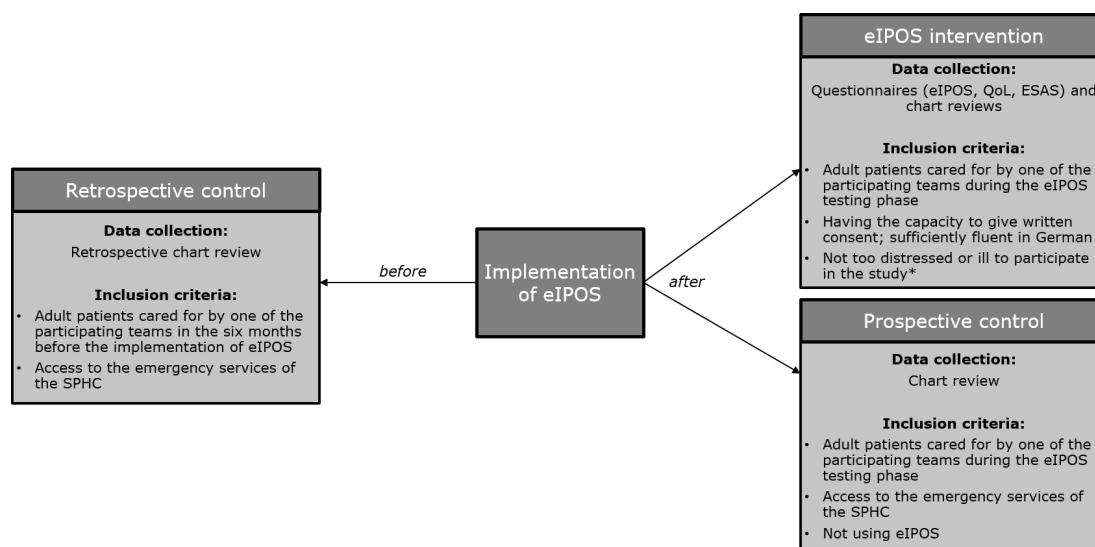 Retrospective control
Data collection:
Retrospective chart review
Inclusion criteria:
• Adult patients cared for by one of the
participating teams in the six months
before the implementation of eIPOS
• Access to the emergency services of
the SPHC
before
Implementation
of eIPOS
after
eIPOS intervention
Data collection:
Questionnaires (eIPOS, QoL, ESAS) and
chart reviews
Inclusion criteria:
• Adult patients cared for by one of the
participating teams during the eIPOS
testing phase
• Having the capacity to give written
consent; sufficiently fluent in German
• Not too distressed or ill to participate
in the study*
Prospective control
Data collection:
Chart review
Inclusion criteria:
• Adult patients cared for by one of the
participating teams during the eIPOS
testing phase
• Access to the emergency services of
the SPHC
• Not using eIPOS